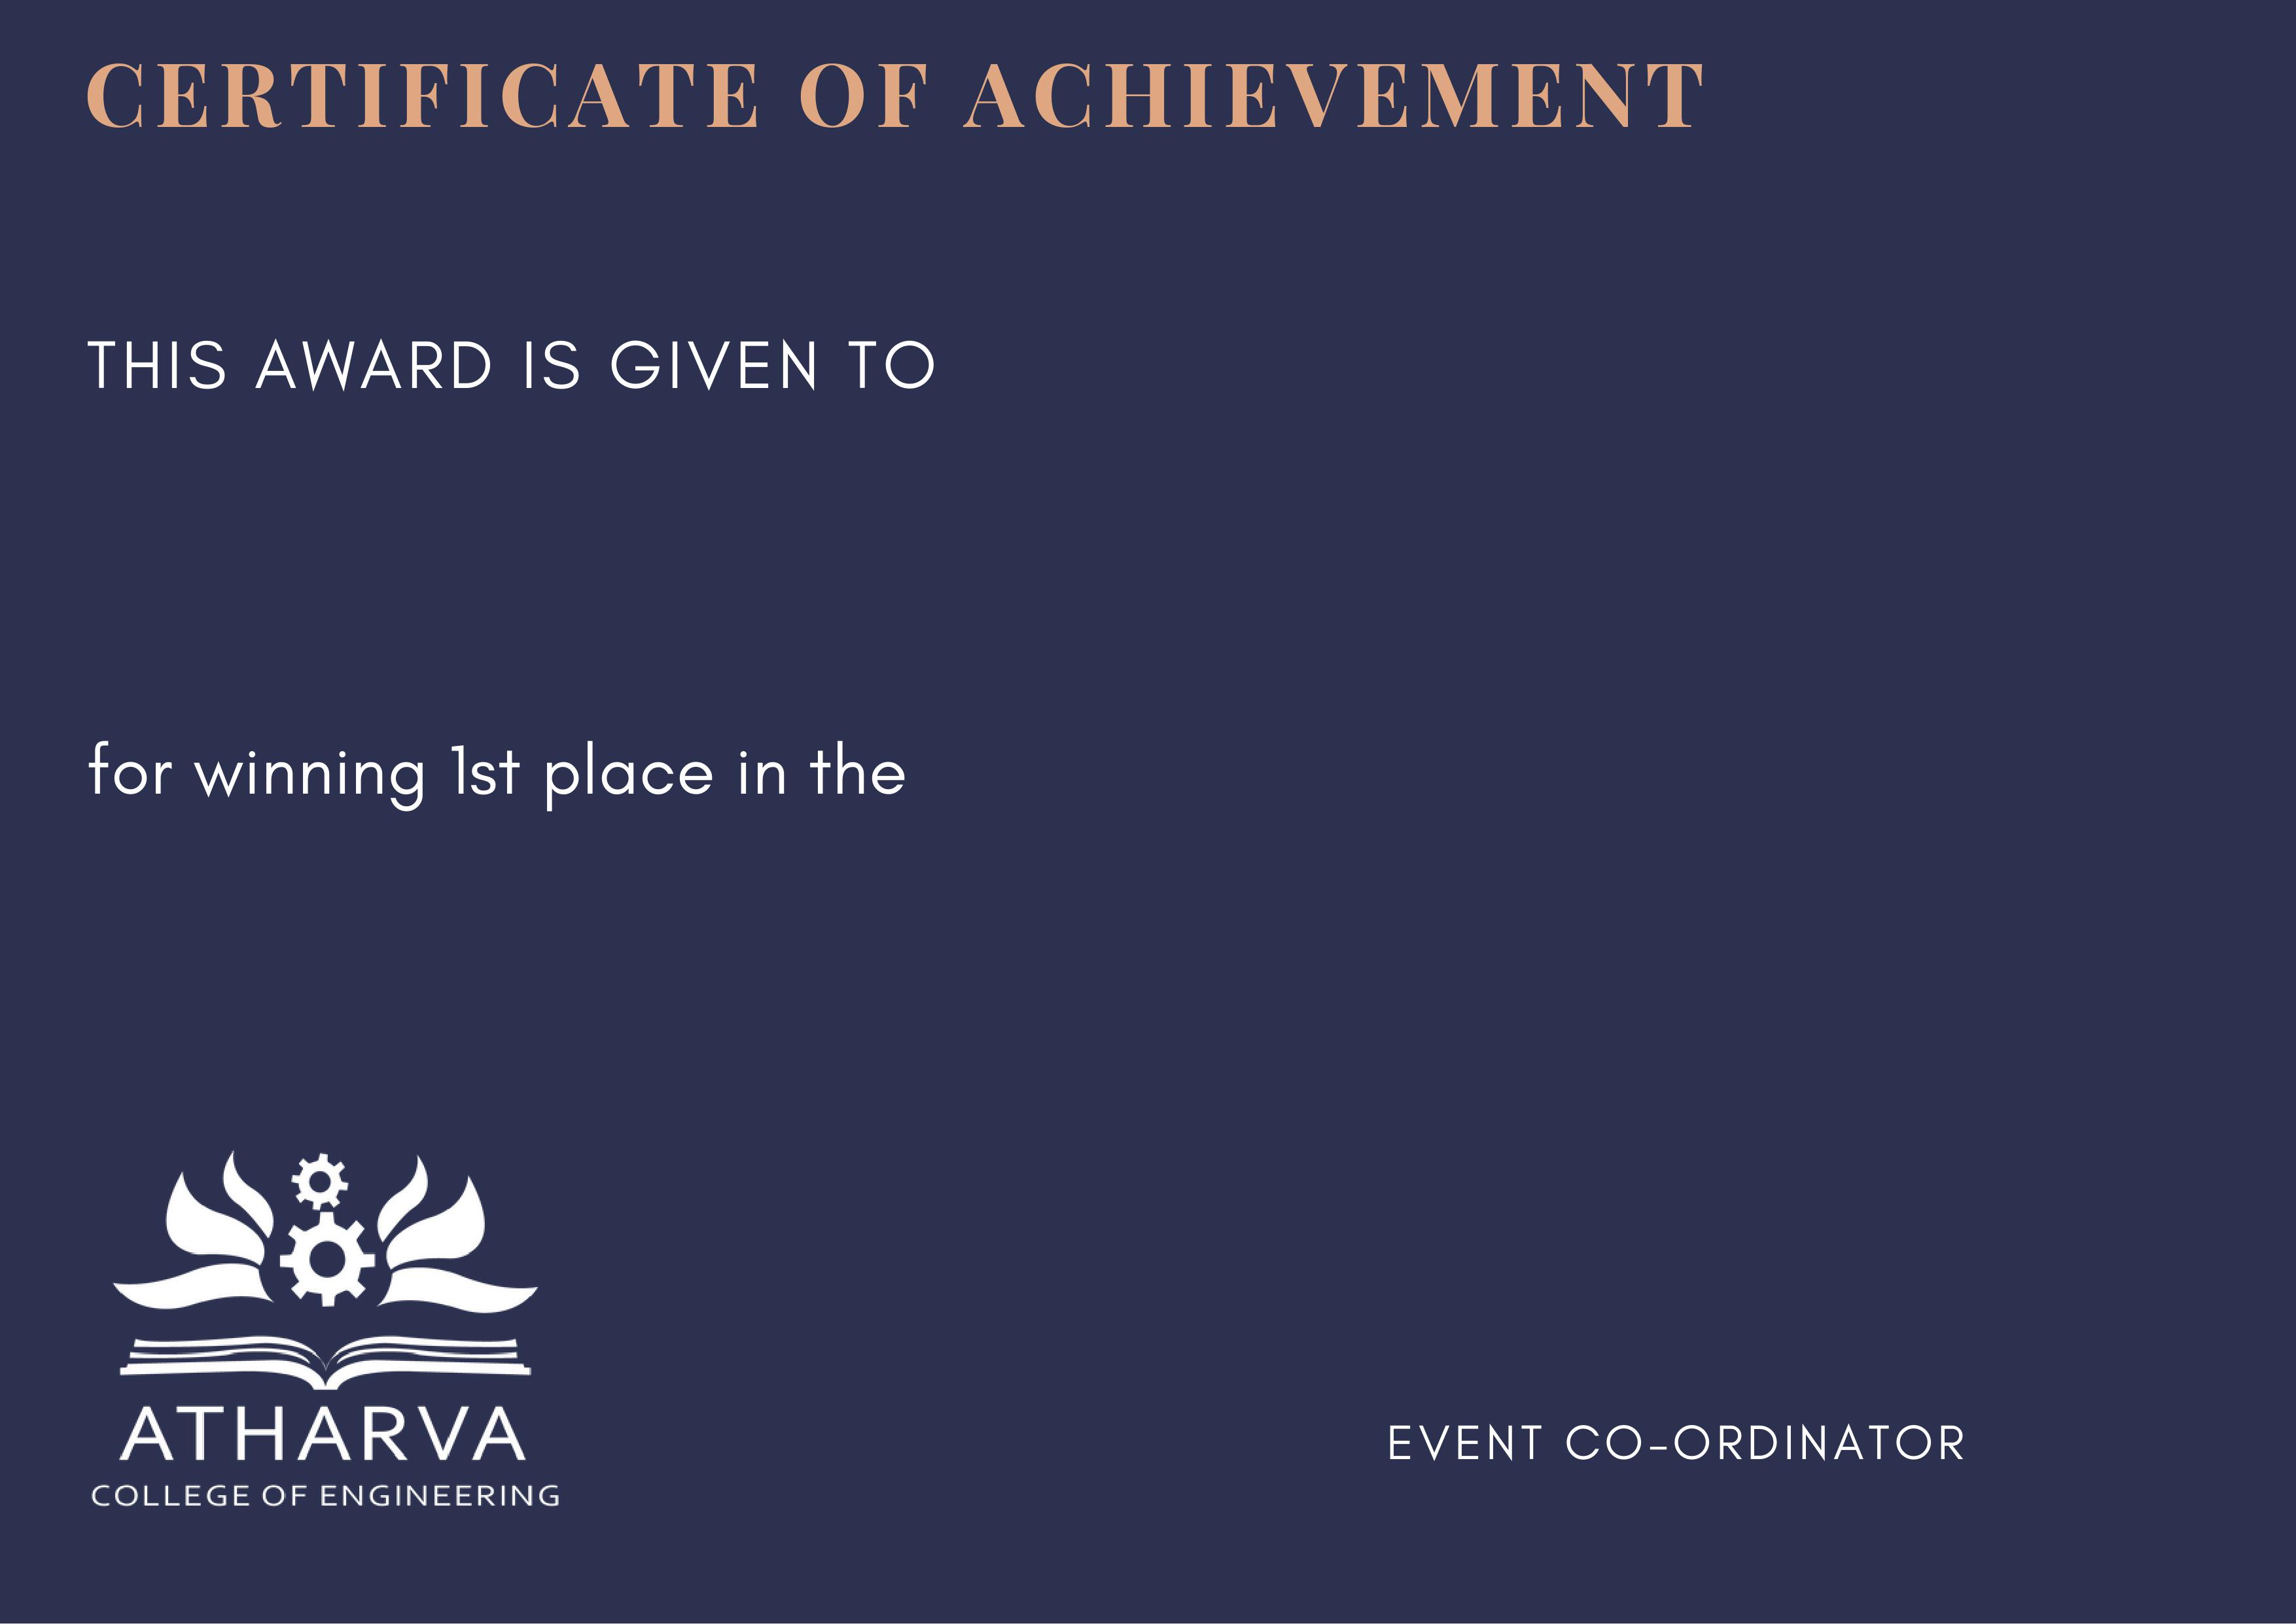 CERTIFICATE OF ACHIEVEMENT
THIS AWARD IS GIVEN TO
for winning 1st place in the
ATHARVA
COLLEGE OF ENGINEERING
EVENT CO-ORDINATOR